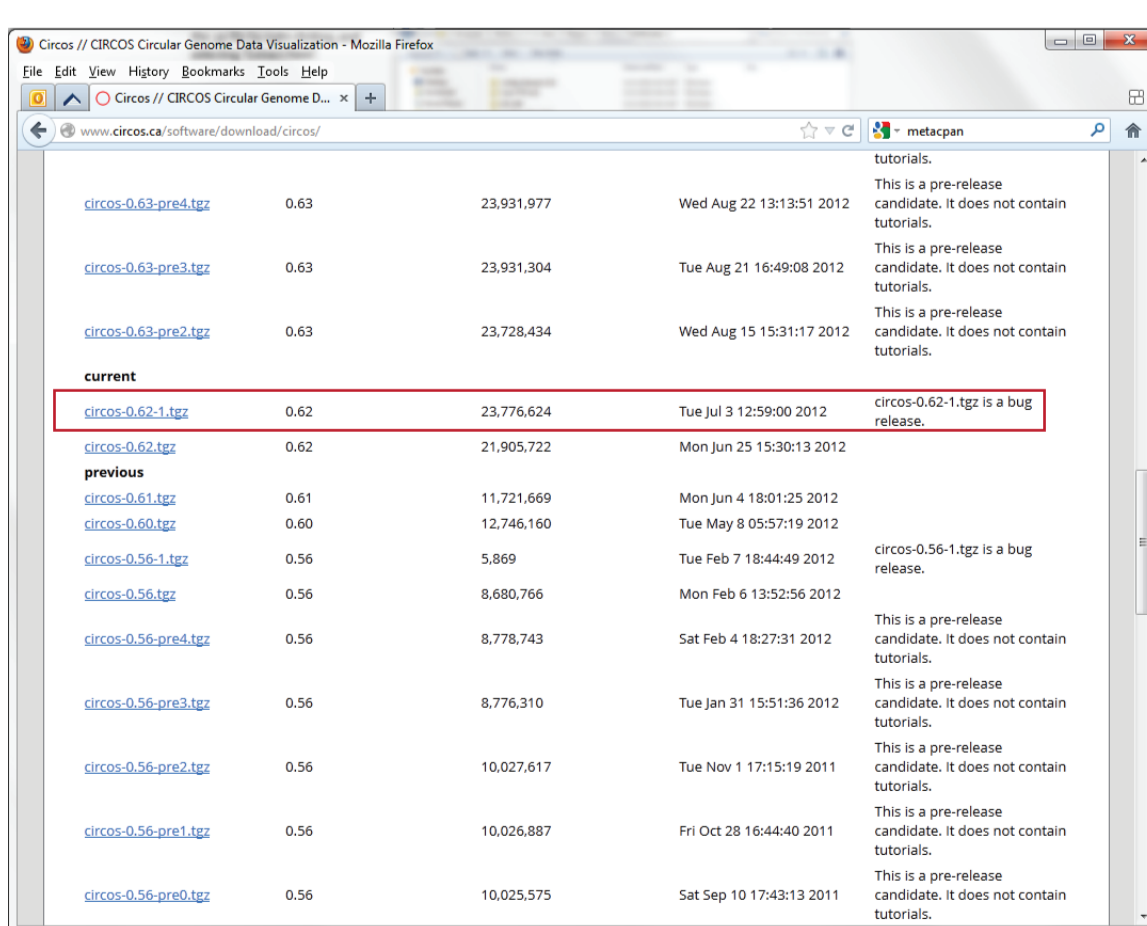 Circos // CIRCOS Circular Genome Data Visualization - Mozilla Firefox
File Edit View History Bookmarks Tools Help
Circos // CIRCOS Circular Genome D... × +
www.circos.ca/software/download/circos/ metacpan
tutorials.
circos-0.63-pre4.tgz 0.63 23,931,977 Wed Aug 22 13:13:51 2012 This is a pre-release
candidate. It does not contain
tutorials.
circos-0.63-pre3.tgz 0.63 23,931,304 Tue Aug 21 16:49:08 2012 This is a pre-release
candidate. It does not contain
tutorials.
circos-0.63-pre2.tgz 0.63 23,728,434 Wed Aug 15 15:31:17 2012 This is a pre-release
candidate. It does not contain
tutorials.
current
circos-0.62-1.tgz 0.62 23,776,624 Tue Jul 3 12:59:00 2012 circos-0.62-1.tgz is a bug
release.
circos-0.62.tgz 0.62 21,905,722 Mon Jun 25 15:30:13 2012
previous
circos-0.61.tgz 0.61 11,721,669 Mon Jun 4 18:01:25 2012
circos-0.60.tgz 0.60 12,746,160 Tue May 8 05:57:19 2012
circos-0.56-1.tgz 0.56 5,869 Tue Feb 7 18:44:49 2012 circos-0.56-1.tgz is a bug
release.
circos-0.56.tgz 0.56 8,680,766 Mon Feb 6 13:52:56 2012
circos-0.56-pre4.tgz 0.56 8,778,743 Sat Feb 4 18:27:31 2012 This is a pre-release
candidate. It does not contain
tutorials.
circos-0.56-pre3.tgz 0.56 8,776,310 Tue Jan 31 15:51:36 2012 This is a pre-release
candidate. It does not contain
tutorials.
circos-0.56-pre2.tgz 0.56 10,027,617 Tue Nov 1 17:15:19 2011 This is a pre-release
candidate. It does not contain
tutorials.
circos-0.56-pre1.tgz 0.56 10,026,887 Fri Oct 28 16:44:40 2011 This is a pre-release
candidate. It does not contain
tutorials.
circos-0.56-pre0.tgz 0.56 10,025,575 Sat Sep 10 17:43:13 2011 This is a pre-release
candidate. It does not contain
tutorials.